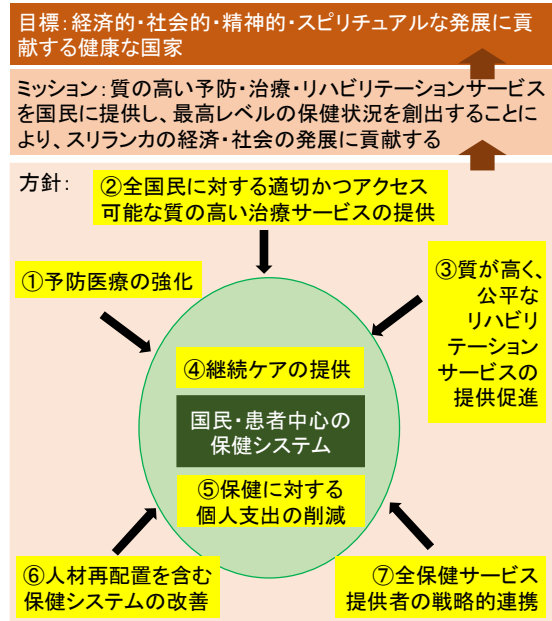 目標：経済的・社会的・精神的・スピリチュアルな発展に貢
献する健康な国家
ミッション：質の高い予防・治療・リハビリテーションサービス
を国民に提供し、最高レベルの保健状況を創出することに
より、スリランカの経済・社会の発展に貢献する
方針：
②全国民に対する適切かつアクセス
可能な質の高い治療サービスの提供
①予防医療の強化
③質が高く、
公平な
リハビリ
テーション
サービスの
提供促進
④継続ケアの提供
国民・患者中心の
保健システム
⑤保健に対する
個人支出の削減
⑥人材再配置を含む
保健システムの改善
⑦全保健サービス
提供者の戦略的連携